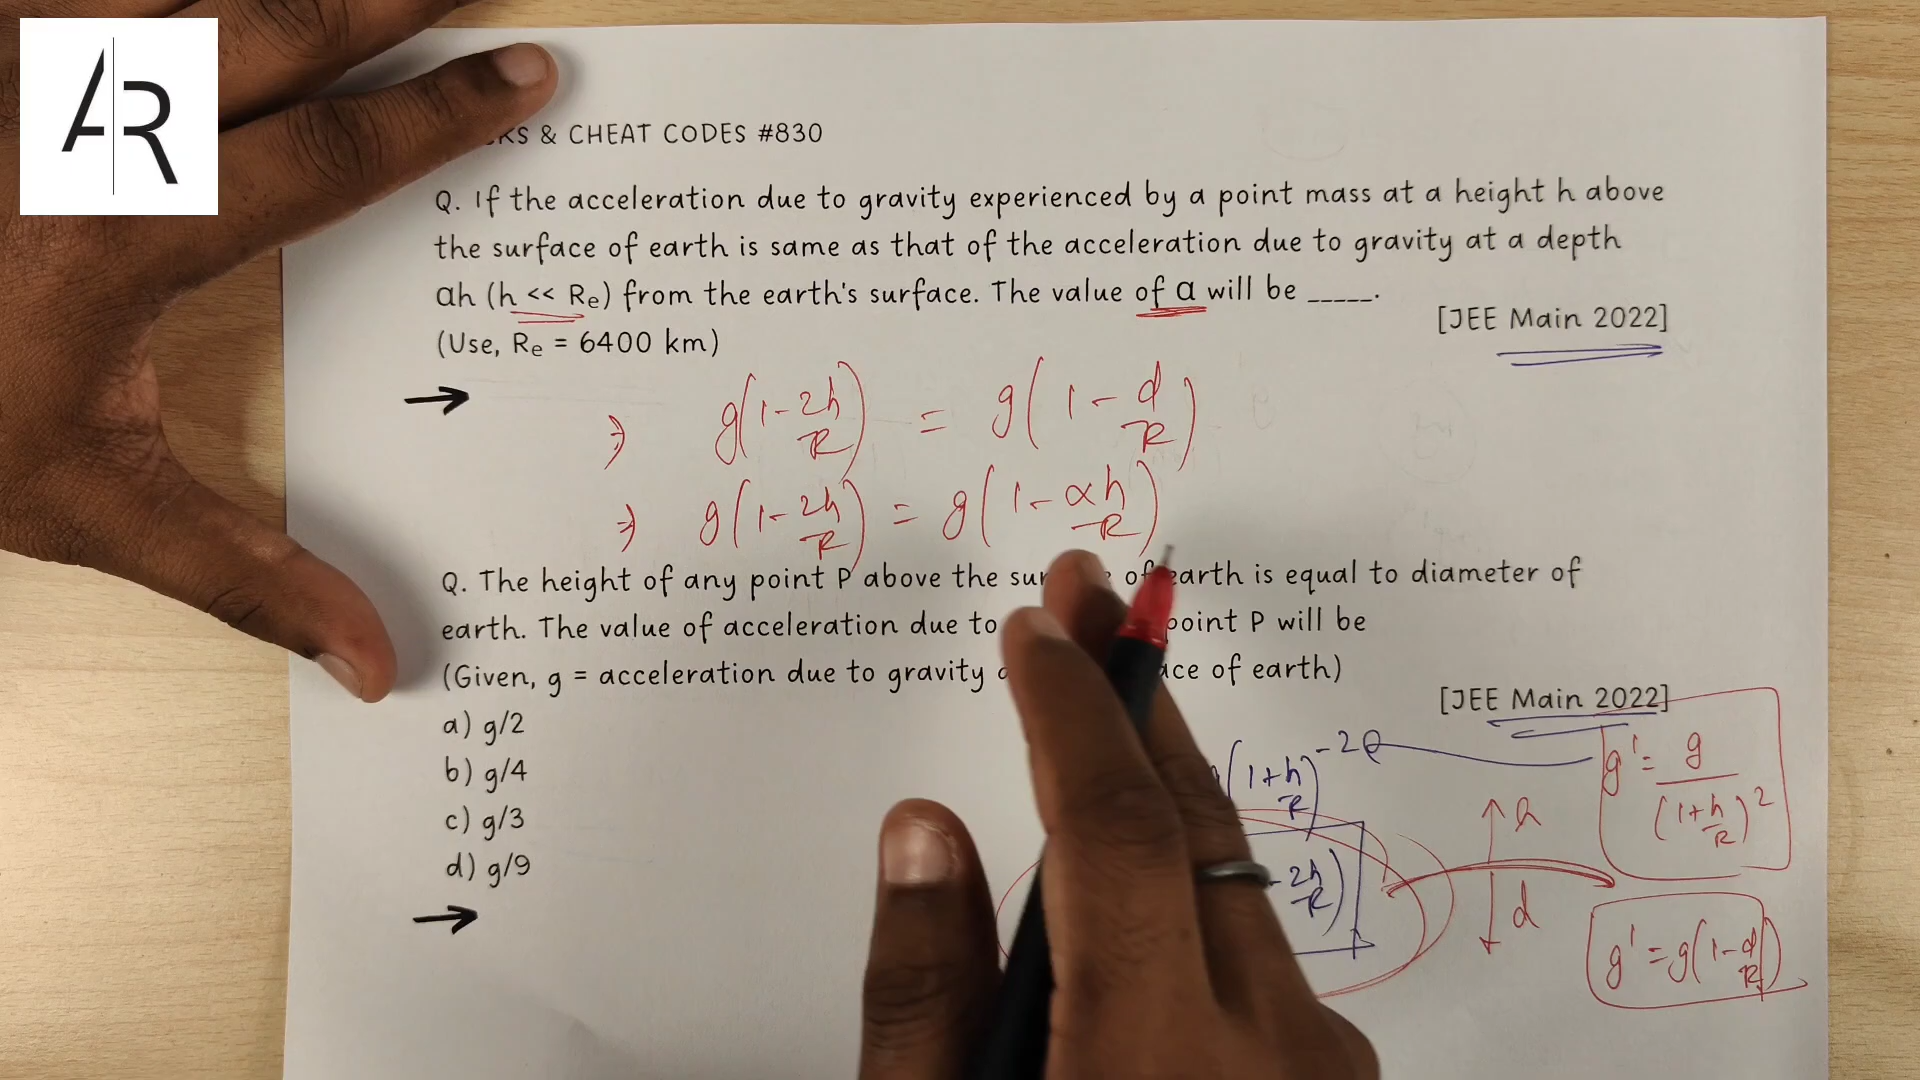 AR
KS & CHEAT CODES #830
Q. If the acceleration due to gravity experienced by a point mass at a height h above
the surface of earth is same as that of the acceleration due to gravity at a depth
αh (h << Re) from the earth's surface. The value of α will be _____.
[JEE Main 2022]
(Use, Re = 6400 km)
⇒ g(1-2h/R) = g(1-d/R)
⇒ g(1-2h/R) = g(1-αh/R)
Q. The height of any point P above the sur of earth is equal to diameter of
earth. The value of acceleration due to point P will be
(Given, g = acceleration due to gravity ace of earth)
[JEE Main 2022]
a) g/2
b) g/4
c) g/3
d) g/9
(1+h/R)^-2
g' = g/(1+h/R)^2
h
-2h/R)
d
g' = g(1-d/R)